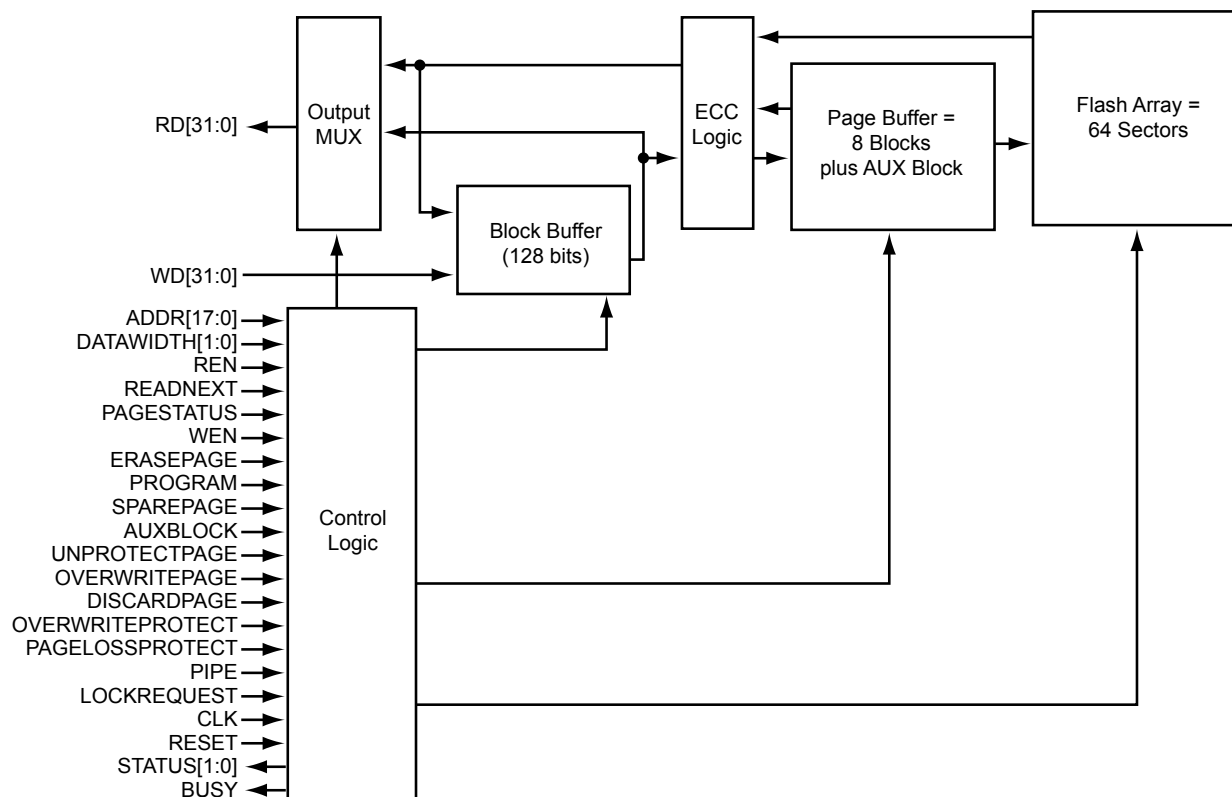 Output
MUX
RD[31:0]
ECC
Logic
Page Buffer =
8 Blocks
plus AUX Block
Flash Array =
64 Sectors
Block Buffer
(128 bits)
WD[31:0]
ADDR[17:0]
DATAWIDTH[1:0]
REN
READNEXT
PAGESTATUS
WEN
ERASEPAGE
PROGRAM
SPAREPAGE
AUXBLOCK
UNPROTECTPAGE
OVERWRITEPAGE
DISCARDPAGE
OVERWRITEPROTECT
PAGELOSSPROTECT
PIPE
LOCKREQUEST
CLK
RESET
STATUS[1:0]
BUSY
Control
Logic